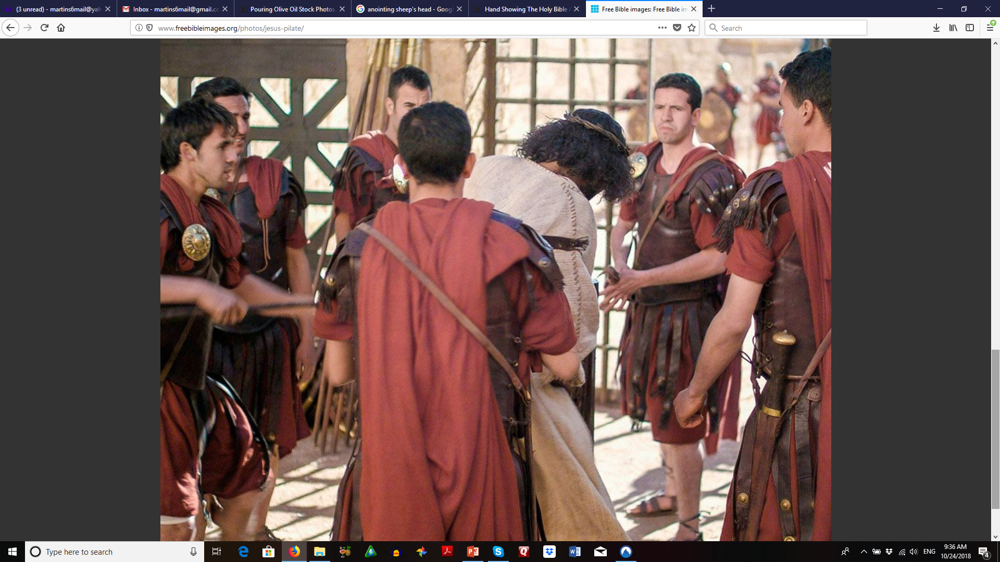 (3 unread) - martins6mail@yah
Inbox - martins6mail@gmail.co
Pouring Olive Oil Stock Photos.
anointing sheep's head - Goog
Hand Showing The Holy Bible
Free Bible images: Free Bible im
www.freebibleimages.org/photos/jesus-pilate/
Search
Type here to search
ENG
9:36 AM
10/24/2018
4